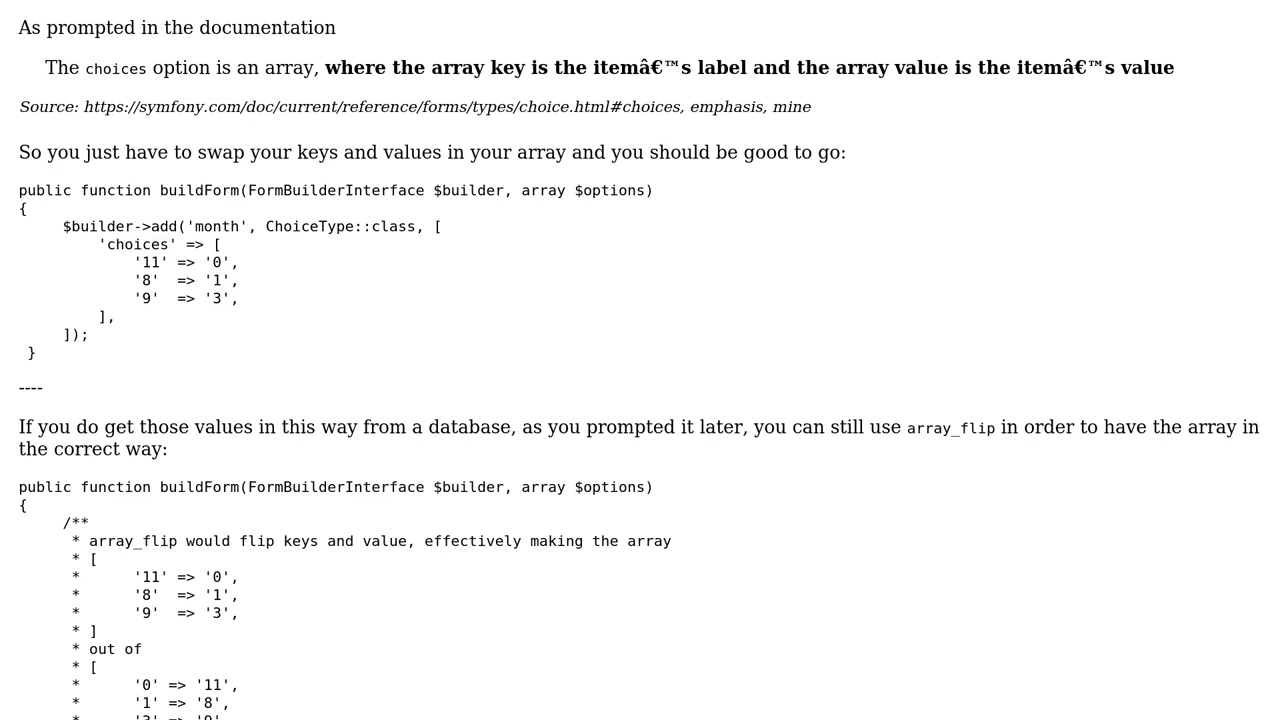 As prompted in the documentation
The choices option is an array, where the array key is the itemâ€™s label and the array value is the itemâ€™s value
Source: https://symfony.com/doc/current/reference/forms/types/choice.html#choices, emphasis, mine
So you just have to swap your keys and values in your array and you should be good to go:
public function buildForm(FormBuilderInterface $builder, array $options)
{
     $builder->add('month', ChoiceType::class, [
         'choices' => [
             '11' => '0',
             '8'  => '1',
             '9'  => '3',
         ],
     ]);
 }
----
If you do get those values in this way from a database, as you prompted it later, you can still use array_flip in order to have the array in
the correct way:
public function buildForm(FormBuilderInterface $builder, array $options)
{
     /**
      * array_flip would flip keys and value, effectively making the array
      * [
      *      '11' => '0',
      *      '8'  => '1',
      *      '9'  => '3',
      * ]
      * out of
      * [
      *      '0' => '11',
      *      '1' => '8',
      *      '3' => '9',